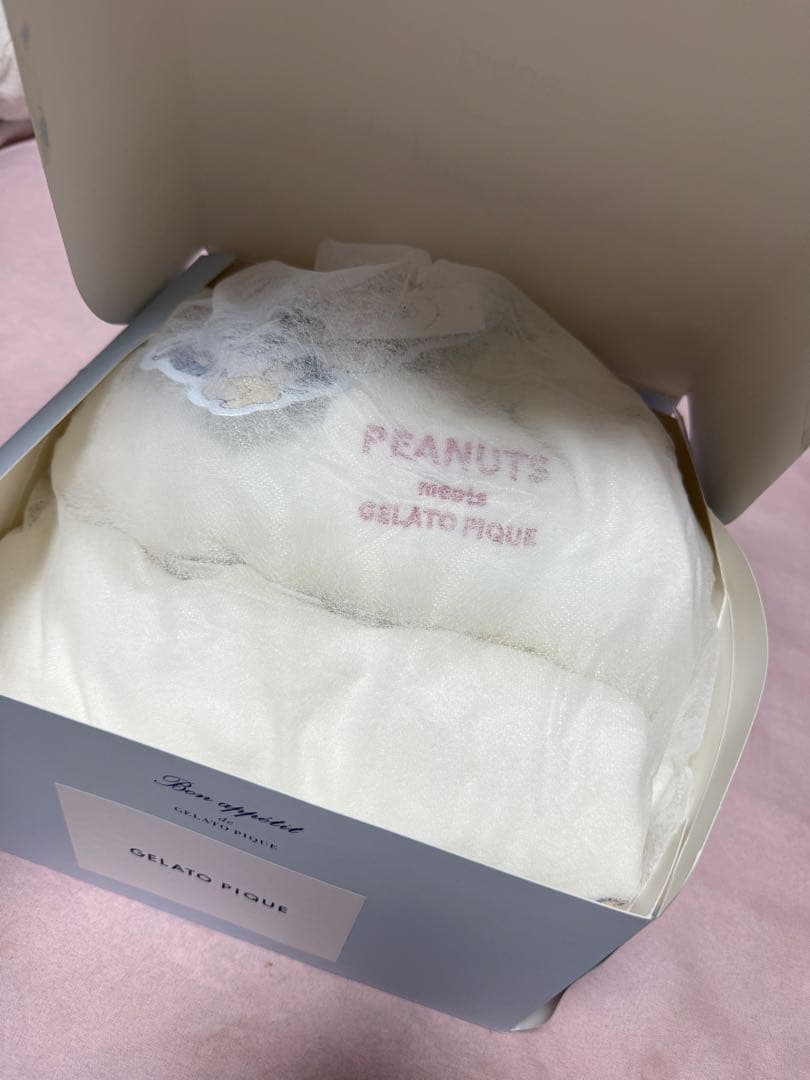 PEANUTS
meets
GELATO PIQUE
Bon appétit
de
GELATO PIQUE
GELATO PIQUE